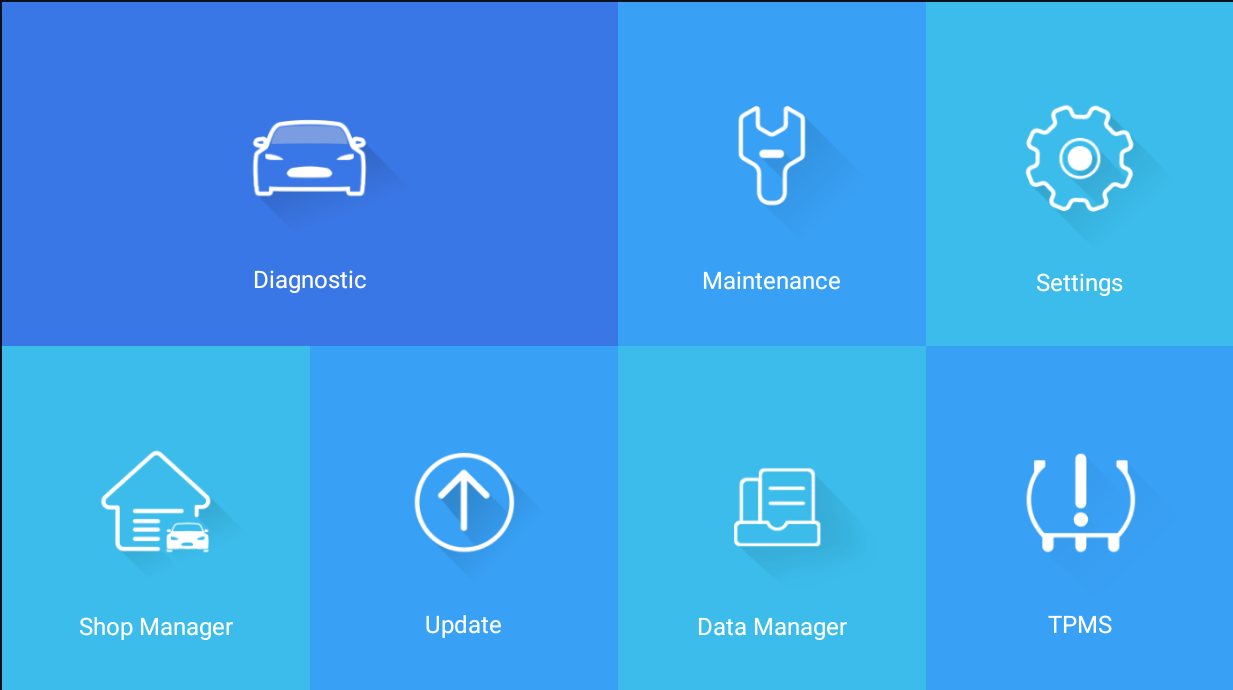 Diagnostic
Maintenance
Settings
Shop Manager
Update
Data Manager
TPMS